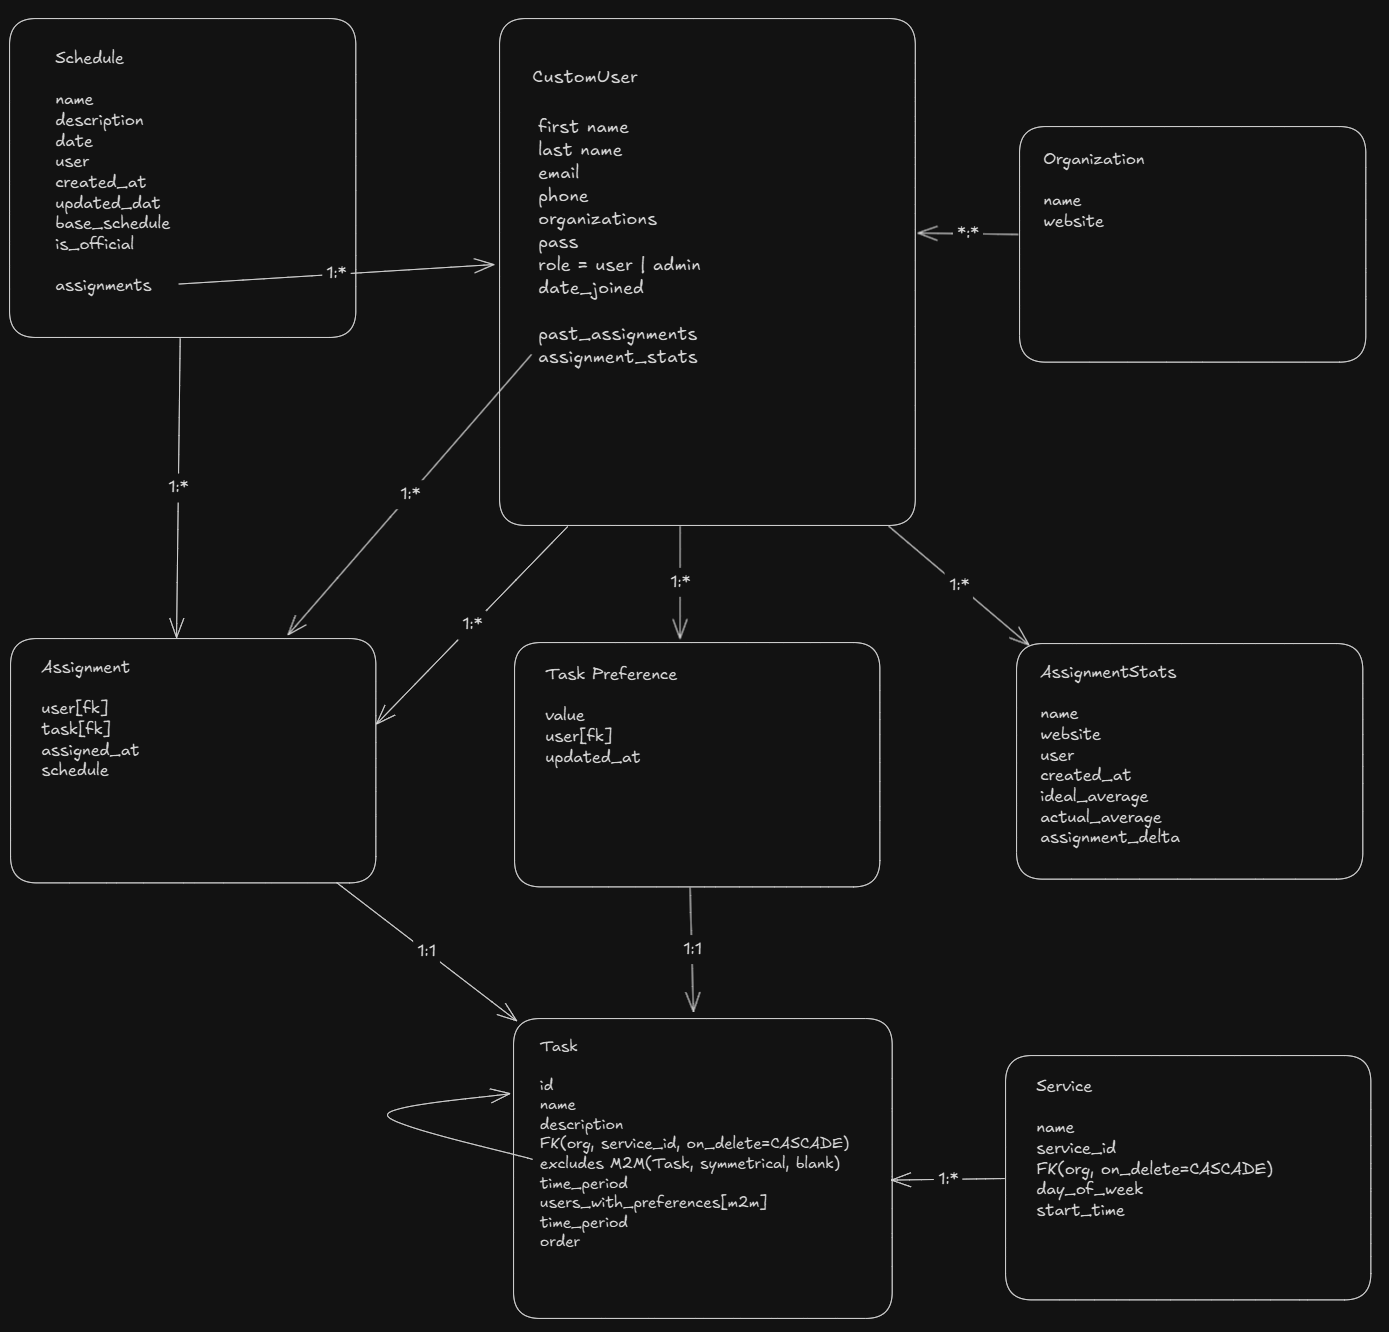 Schedule
name
description
date
user
created_at
updated_dat
base_schedule
is_official
assignments
1:*
CustomUser
first name
last name
email
phone
organizations
pass
role = user | admin
date_joined
past_assignments
assignment_stats
*:*
Organization
name
website
1:*
1:*
1:*
1:*
1:*
Assignment
user[fk]
task[fk]
assigned_at
schedule
Task Preference
value
user[fk]
updated_at
AssignmentStats
name
website
user
created_at
ideal_average
actual_average
assignment_delta
1:1
1:1
Task
id
name
description
FK(org, service_id, on_delete=CASCADE)
excludes M2M(Task, symmetrical, blank)
time_period
users_with_preferences[m2m]
time_period
order
1:*
Service
name
service_id
FK(org, on_delete=CASCADE)
day_of_week
start_time